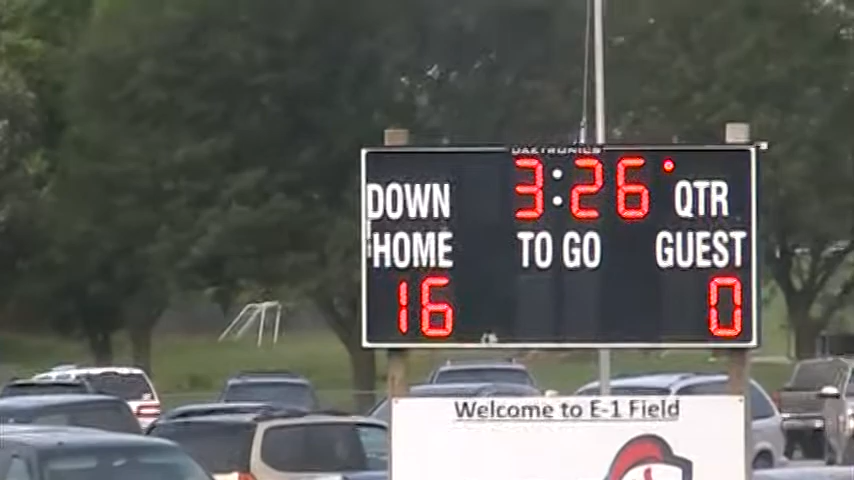 DAKTRONICS
3:26
DOWN QTR
HOME TO GO GUEST
16 0
Welcome to E-1 Field